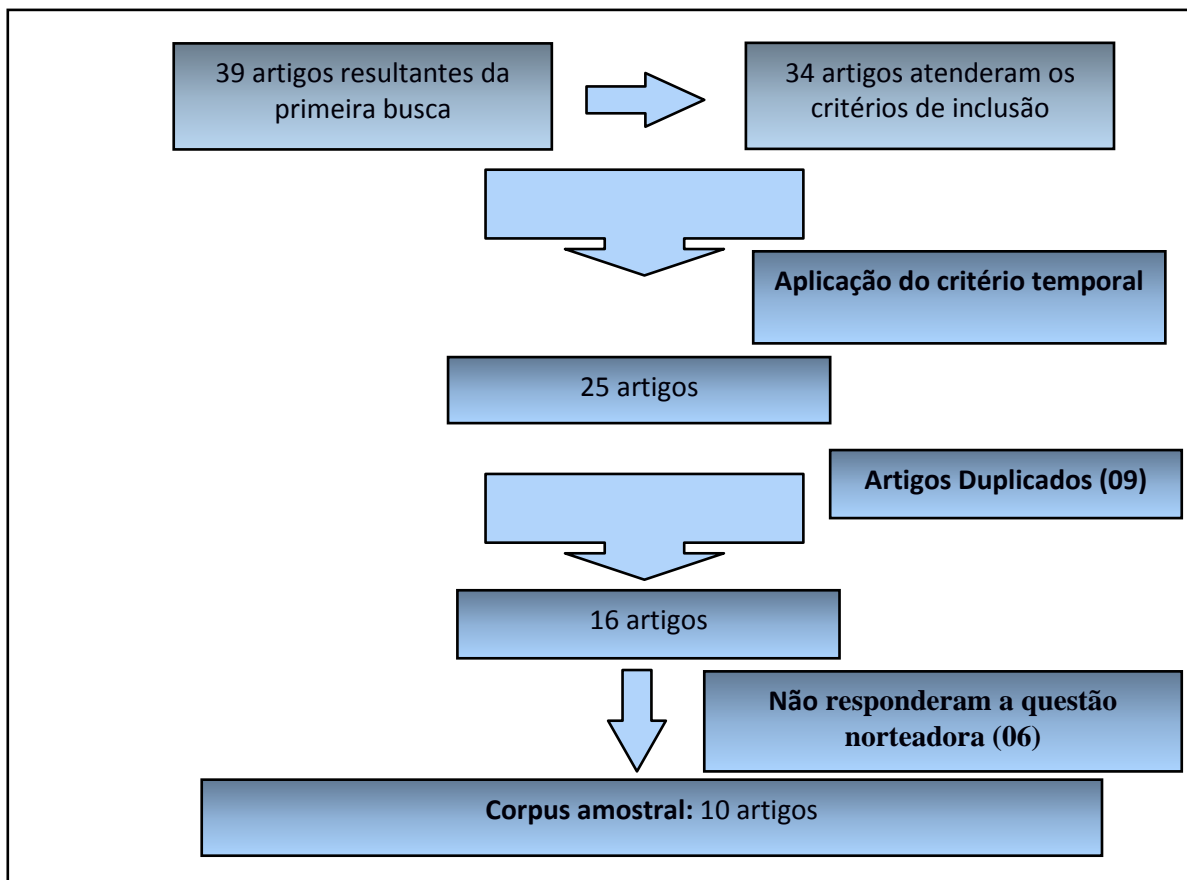 39 artigos resultantes da
primeira busca
34 artigos atenderam os
critérios de inclusão
Aplicação do critério temporal
25 artigos
Artigos Duplicados (09)
16 artigos
Não responderam a questão
norteadora (06)
Corpus amostral: 10 artigos